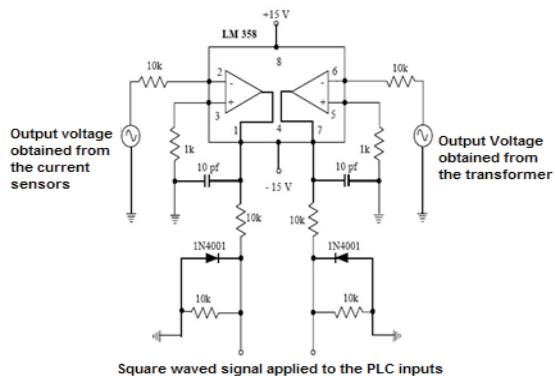 +15 V
LM 358
8
10k
10k
2
6
3
5
Output voltage
obtained from
the current
sensors
1k
1
4
7
1k
Output Voltage
obtained from
the transformer
10 pf
10 pf
- 15 V
10k
10k
1N4001
1N4001
10k
10k
Square waved signal applied to the PLC inputs